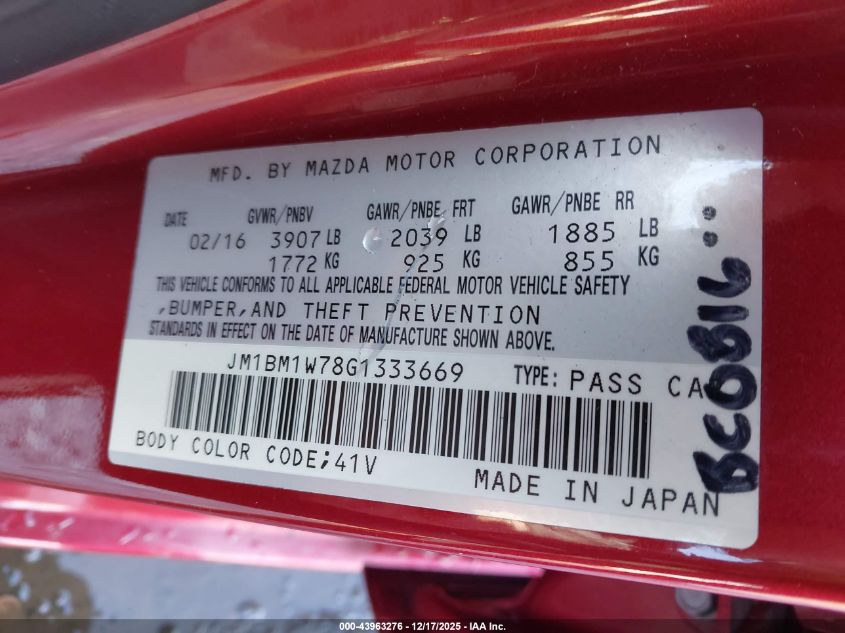 MFD. BY MAZDA MOTOR CORPORATION
DATE GVWR/PNBV GAWR/PNBE FRT GAWR/PNBE RR
02/16 3907 LB 2039 LB 1885 LB
1772 KG 925 KG 855 KG
THIS VEHICLE CONFORMS TO ALL APPLICABLE FEDERAL MOTOR VEHICLE SAFETY
,BUMPER,AND THEFT PREVENTION
STANDARDS IN EFFECT ON THE DATE OF MANUFACTURE SHOWN ABOVE.
JM1BM1W78G1333669 TYPE: PASS CA
BODY COLOR CODE;41V
MADE IN JAPAN
000-43963276 - 12/17/2025 - IAA Inc.